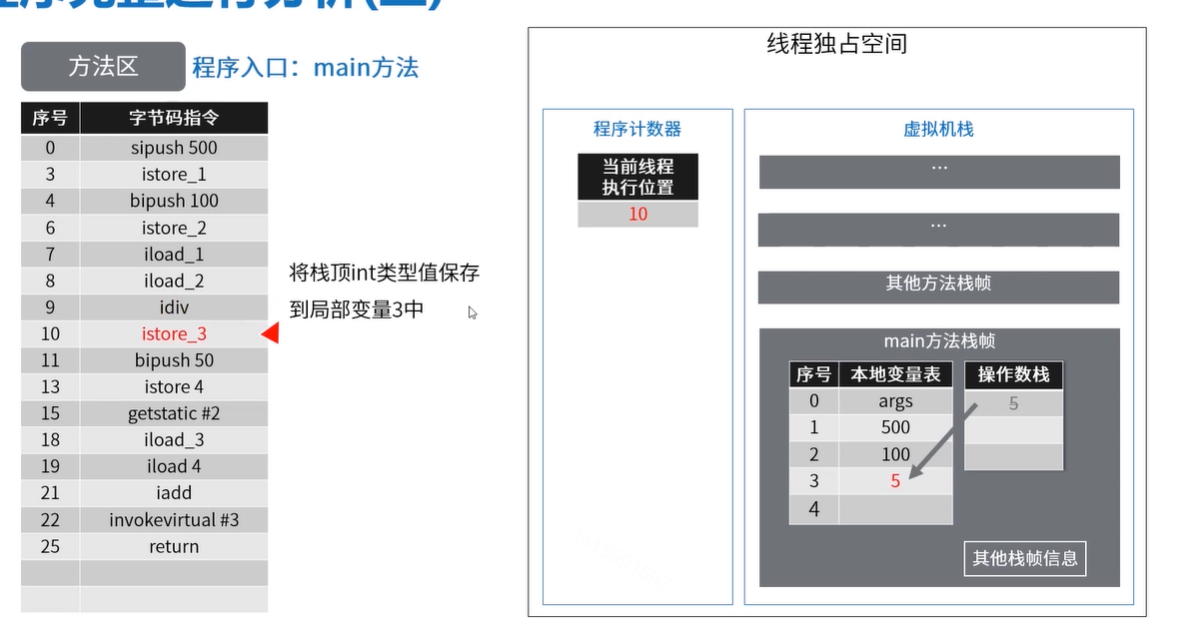 方法区
程序入口：main方法
序号 字节码指令
0 sipush 500
3 istore_1
4 bipush 100
6 istore_2
7 iload_1
8 iload_2
9 idiv
10 istore_3
11 bipush 50
13 istore 4
15 getstatic #2
18 iload_3
19 iload 4
21 iadd
22 invokevirtual #3
25 return
将栈顶int类型值保存
到局部变量3中
线程独占空间
程序计数器
当前线程
执行位置
10
虚拟机栈
...
...
其他方法栈帧
main方法栈帧
序号 本地变量表
0 args
1 500
2 100
3 5
4
操作数栈
5
其他栈帧信息